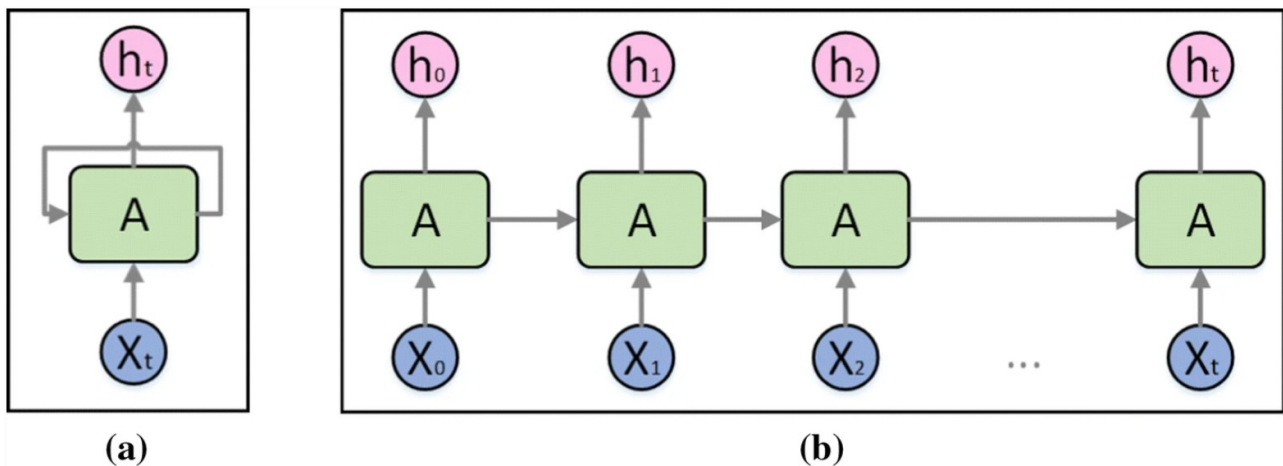 hₜ
A
Xₜ
(a)
h₀ h₁ h₂ hₜ
A A A A
X₀ X₁ X₂ ... Xₜ
(b)